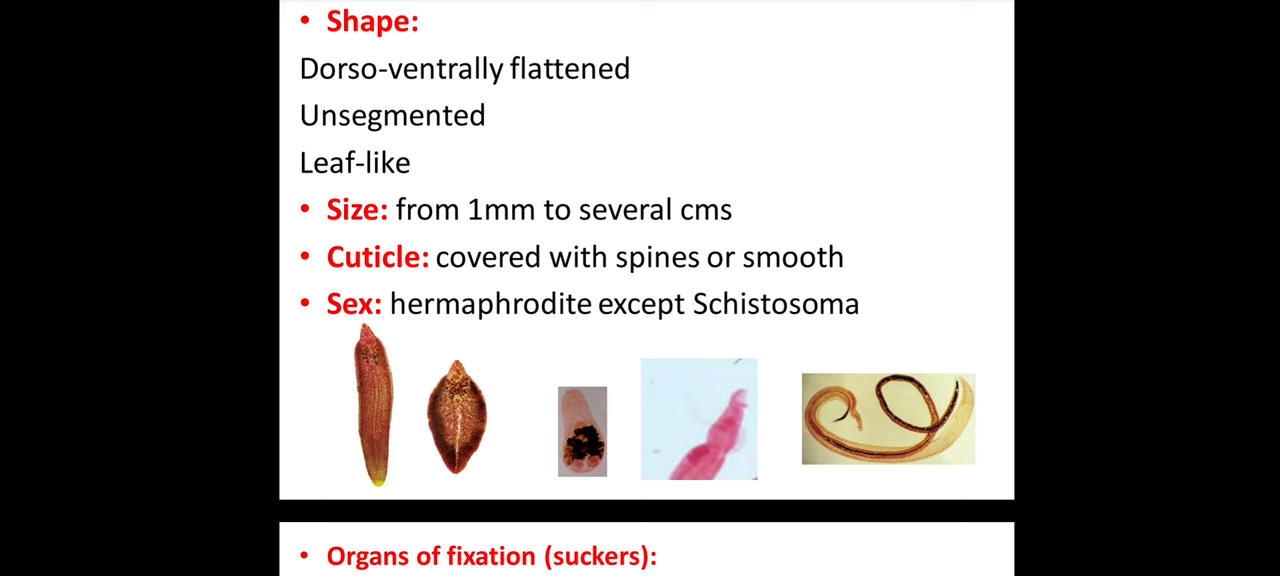 • Shape:
Dorso-ventrally flattened
Unsegmented
Leaf-like
• Size: from 1mm to several cms
• Cuticle: covered with spines or smooth
• Sex: hermaphrodite except Schistosoma
• Organs of fixation (suckers):